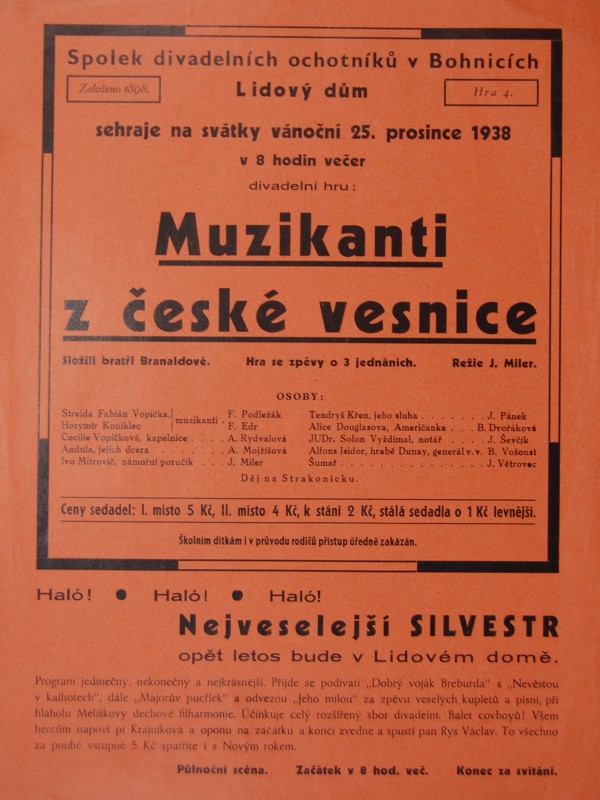 Spolek divadelních ochotníků v Bohnicích
Založeno 1898.
Lidový dům
Hra 4.
sehraje na svátky vánoční 25. prosince 1938
v 8 hodin večer
divadelní hru:
Muzikanti
z české vesnice
Složili bratří Branaldové. Hra se zpěvy o 3 jednáních. Režie J. Miler.
OSOBY:
Strejda Fabián Vopička, muzikanti . F. Podležák
Horymír Koniklec F. Edr
Cecilie Vopičková, kapelnice . . . . A. Rydvalová
Andula, jejich dcera . . . . . . A. Mojžíšová
Ivo Mitrovič, námořní poručík . . . J. Miler
Tendryš Křen, jeho sluha . . . . . . . J. Pánek
Alice Douglasova, Američanka . . . B. Dvořáková
JUDr. Solon Vyždímal, notář . . . . J. Ševčík
Alfons Isidor, hrabě Dunay, generál v. v. B. Vošoust
Šumař . . . . . . . . . . . . . . . J. Větrovec
Děj na Strakonicku.
Ceny sedadel: I. místo 5 Kč, II. místo 4 Kč, k stání 2 Kč, stálá sedadla o 1 Kč levnější.
Školním dítkám i v průvodu rodičů přístup úředně zakázán.
Haló! ● Haló! ● Haló!
Nejveselejší SILVESTR
opět letos bude v Lidovém domě.
Program jedinečný, nekonečný a nejkrásnější. Přijde se podívati „Dobrý voják Breburda“ s „Nevěstou
v kalhotech“, dále „Majorův pucflek“ a odvezou „Jeho milou“ za zpěvu veselých kupletů a písní, při
hlaholu Melíškovy dechové filharmonie. Účinkuje celý rozšířený sbor divadelní. Balet covboyů! Všem
hercům napoví pí Krajníková a oponu na začátku a konci zvedne a spustí pan Rys Václav. To všechno
za pouhé vstupné 5 Kč spatříte i s Novým rokem.
Půlnoční scéna. Začátek v 8 hod. več. Konec za svítání.